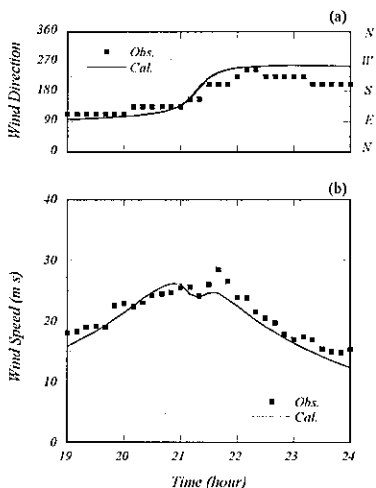 (a)
360
270
180
90
0
Wind Direction
Obs.
Cal.
N
W
S
E
N
(b)
40
30
20
10
0
Wind Speed (m s)
Obs.
Cal.
19
20
21
22
23
24
Time (hour)